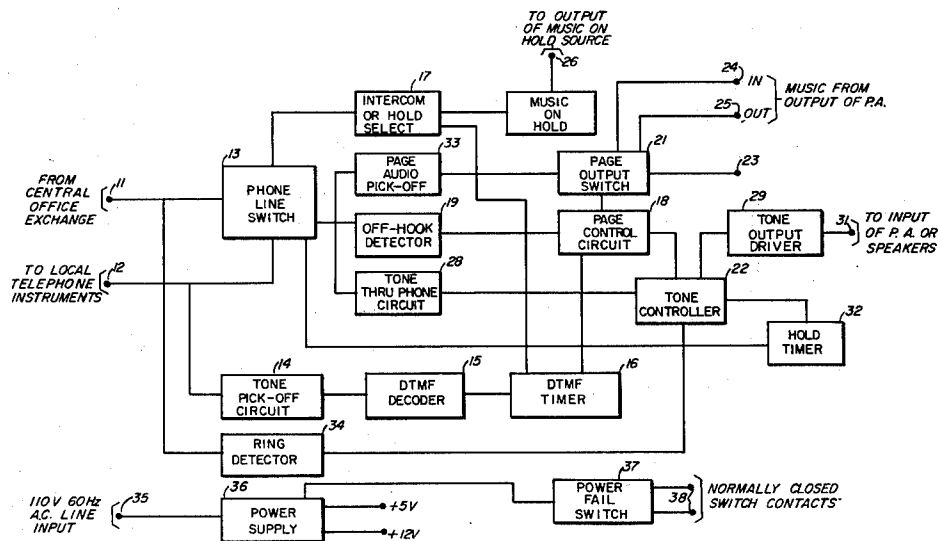 TO OUTPUT
OF MUSIC ON
HOLD SOURCE
26
24
IN
MUSIC FROM
OUTPUT OF P.A.
25
OUT
17
INTERCOM
OR HOLD
SELECT
MUSIC
ON
HOLD
13
PHONE
LINE
SWITCH
FROM
CENTRAL
OFFICE
EXCHANGE
11
33
PAGE
AUDIO
PICK-OFF
21
PAGE
OUTPUT
SWITCH
23
19
OFF-HOOK
DETECTOR
18
PAGE
CONTROL
CIRCUIT
29
TONE
OUTPUT
DRIVER
31
TO INPUT
OF P. A. OR
SPEAKERS
TO LOCAL
TELEPHONE
INSTRUMENTS
12
28
TONE
THRU PHONE
CIRCUIT
22
TONE
CONTROLLER
32
HOLD
TIMER
14
TONE
PICK-OFF
CIRCUIT
15
DTMF
DECODER
16
DTMF
TIMER
34
RING
DETECTOR
110V 60Hz
A.C. LINE
INPUT
35
36
POWER
SUPPLY
+5V
+12V
37
POWER
FAIL
SWITCH
38
NORMALLY CLOSED
SWITCH CONTACTS